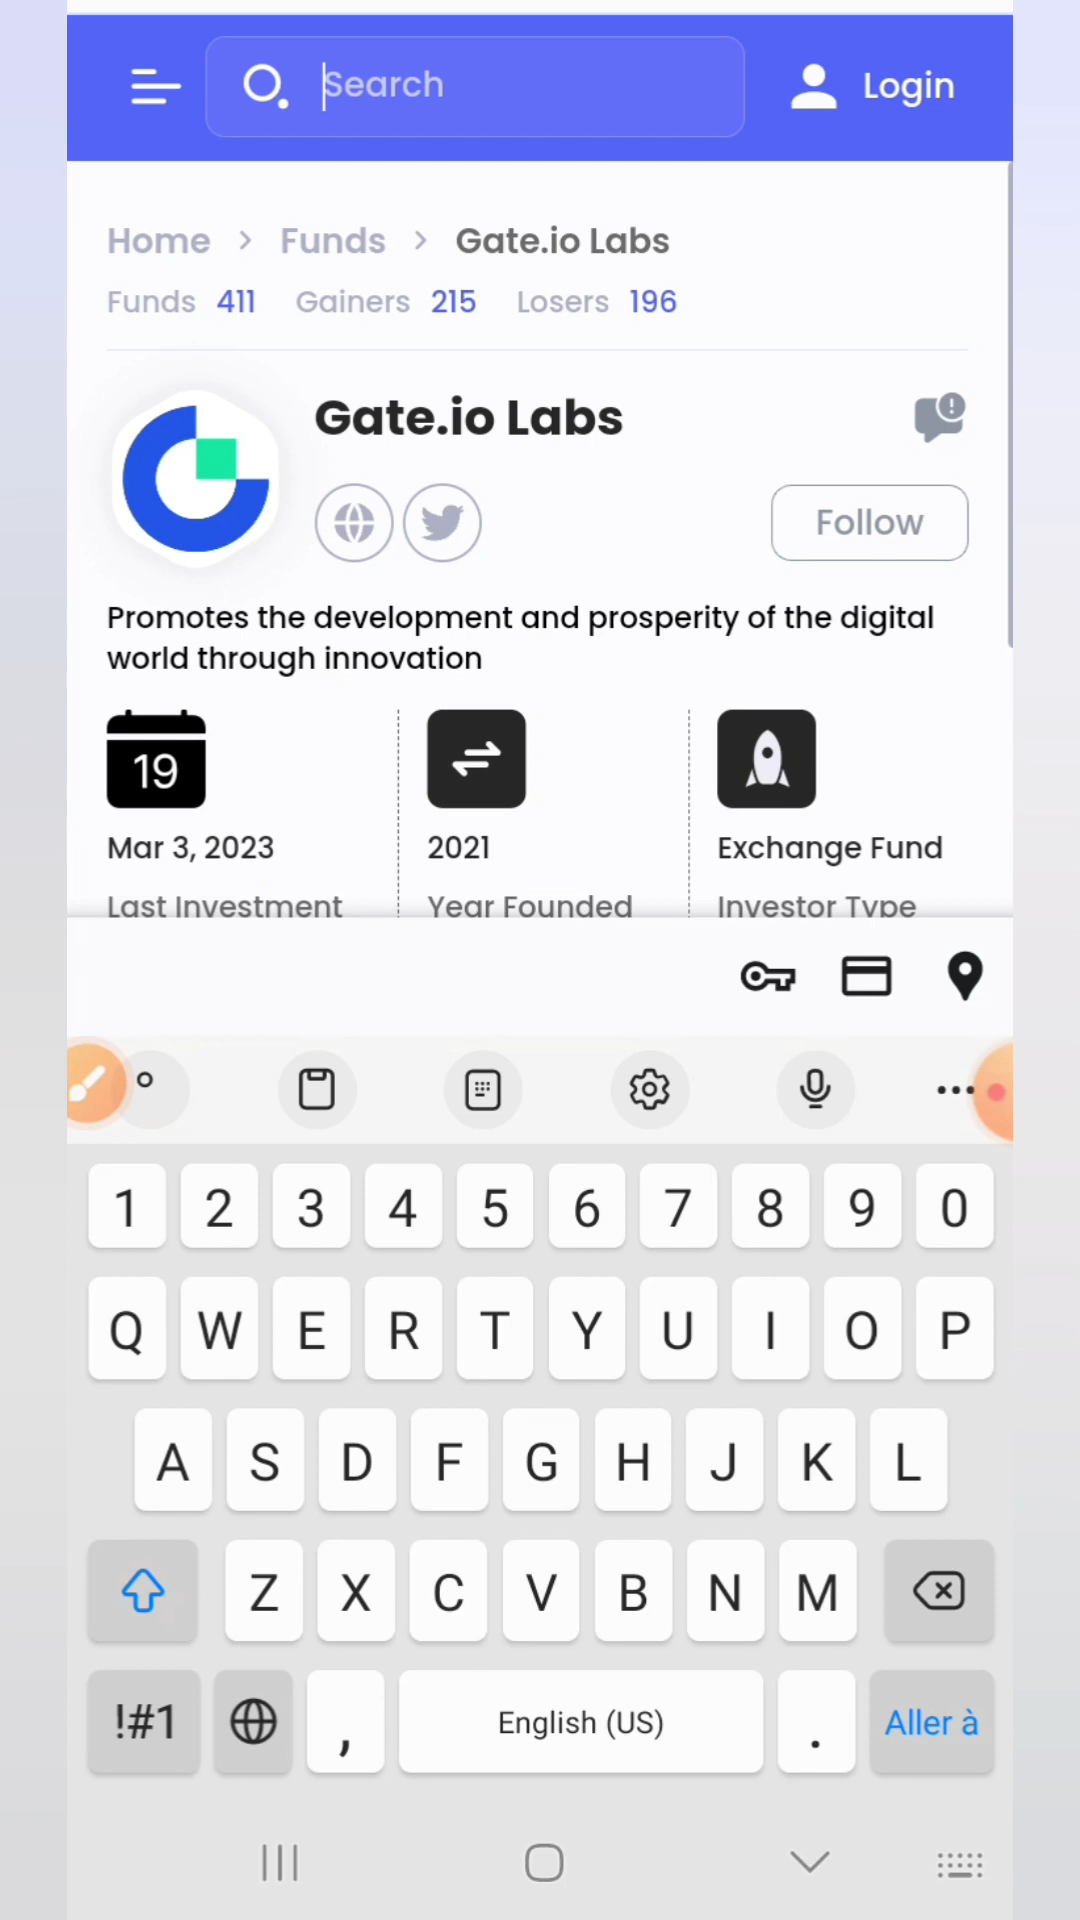 Search
Login
Home > Funds > Gate.io Labs
Funds 411 Gainers 215 Losers 196
Gate.io Labs
Follow
Promotes the development and prosperity of the digital
world through innovation
19
Mar 3, 2023 2021 Exchange Fund
Last Investment Year Founded Investor Type
1 2 3 4 5 6 7 8 9 0
Q W E R T Y U I O P
A S D F G H J K L
Z X C V B N M
!#1 , English (US) . Aller à